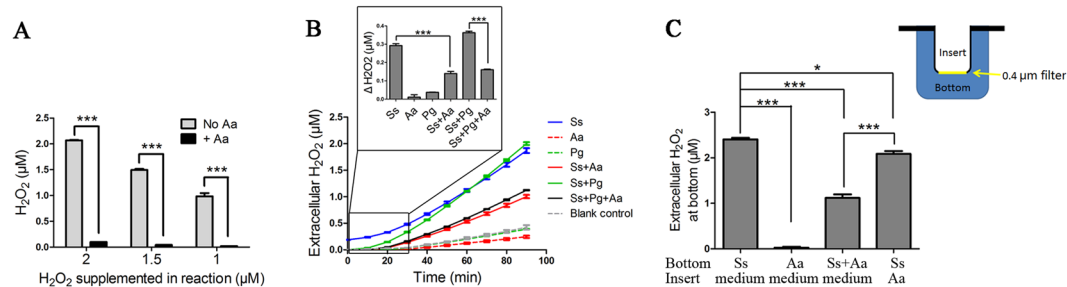 A
H₂O₂ (μM)
2.5
2.0
1.5
1.0
0.5
0.0
No Aa
+ Aa
***
***
***
2
1.5
1
H₂O₂ supplemented in reaction (μM)
B
Δ H2O2 (μM)
0.4
0.3
0.2
0.1
0.0
***
***
Ss
Aa
Pg
Ss+Aa
Ss+Pg
Ss+Pg+Aa
Extracellular H₂O₂ (μM)
2.5
2.0
1.5
1.0
0.5
0.0
0
20
40
60
80
100
Time (min)
Ss
Aa
Pg
Ss+Aa
Ss+Pg
Ss+Pg+Aa
Blank control
C
Insert
0.4 μm filter
Bottom
Extracellular H₂O₂
at bottom (μM)
3
2
1
0
*
***
***
***
Bottom Ss Aa Ss+Aa Ss
Insert medium medium medium Aa